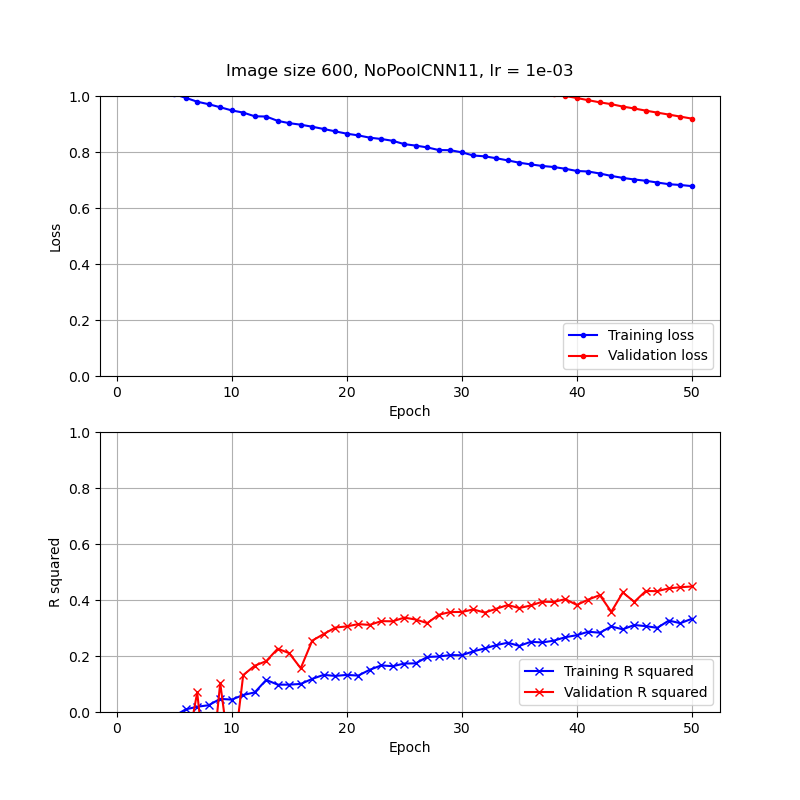 Image size 600, NoPoolCNN11, lr = 1e-03
1.0
0.8
0.6
0.4
0.2
0.0
Loss
Training loss
Validation loss
0 10 20 30 40 50
Epoch
1.0
0.8
0.6
0.4
0.2
0.0
R squared
Training R squared
Validation R squared
0 10 20 30 40 50
Epoch